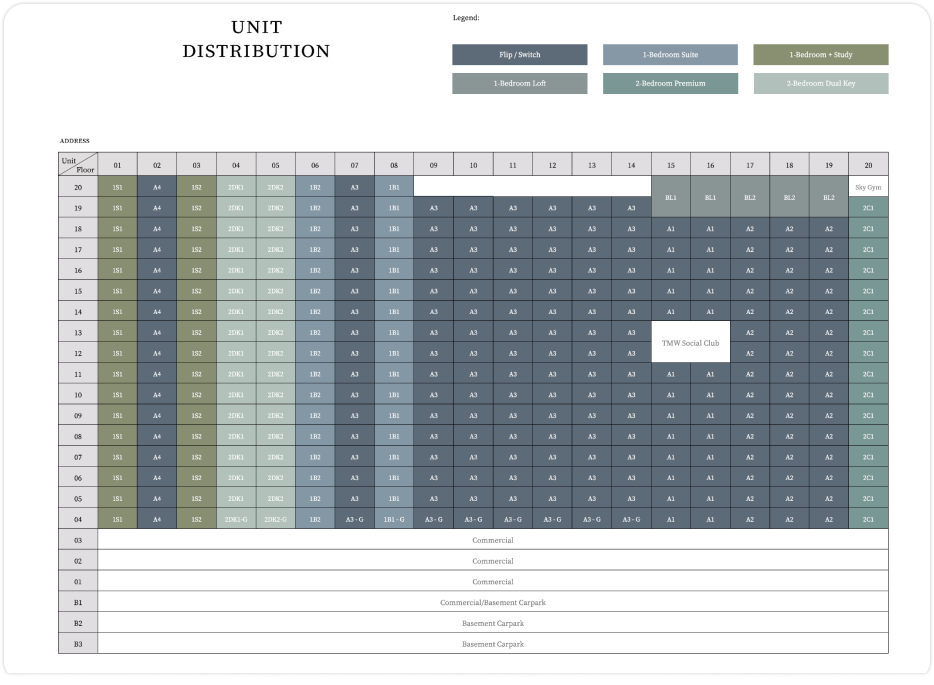 UNIT
DISTRIBUTION
Legend:
Flip / Switch 1-Bedroom Suite 1-Bedroom + Study
1-Bedroom Loft 2-Bedroom Premium 2-Bedroom Dual Key
ADDRESS
Unit Floor 01 02 03 04 05 06 07 08 09 10 11 12 13 14 15 16 17 18 19 20
20 1S1 A4 1S2 2DK1 2DK2 1B2 A3 1B1 BL1 BL1 BL2 BL2 BL2 Sky Gym
19 1S1 A4 1S2 2DK1 2DK2 1B2 A3 1B1 A3 A3 A3 A3 A3 A3 2C1
18 1S1 A4 1S2 2DK1 2DK2 1B2 A3 1B1 A3 A3 A3 A3 A3 A3 A1 A1 A2 A2 A2 2C1
17 1S1 A4 1S2 2DK1 2DK2 1B2 A3 1B1 A3 A3 A3 A3 A3 A3 A1 A1 A2 A2 A2 2C1
16 1S1 A4 1S2 2DK1 2DK2 1B2 A3 1B1 A3 A3 A3 A3 A3 A3 A1 A1 A2 A2 A2 2C1
15 1S1 A4 1S2 2DK1 2DK2 1B2 A3 1B1 A3 A3 A3 A3 A3 A3 A1 A1 A2 A2 A2 2C1
14 1S1 A4 1S2 2DK1 2DK2 1B2 A3 1B1 A3 A3 A3 A3 A3 A3 A1 A1 A2 A2 A2 2C1
13 1S1 A4 1S2 2DK1 2DK2 1B2 A3 1B1 A3 A3 A3 A3 A3 A3 TMW Social Club A2 A2 A2 2C1
12 1S1 A4 1S2 2DK1 2DK2 1B2 A3 1B1 A3 A3 A3 A3 A3 A3 A2 A2 A2 2C1
11 1S1 A4 1S2 2DK1 2DK2 1B2 A3 1B1 A3 A3 A3 A3 A3 A3 A1 A1 A2 A2 A2 2C1
10 1S1 A4 1S2 2DK1 2DK2 1B2 A3 1B1 A3 A3 A3 A3 A3 A3 A1 A1 A2 A2 A2 2C1
09 1S1 A4 1S2 2DK1 2DK2 1B2 A3 1B1 A3 A3 A3 A3 A3 A3 A1 A1 A2 A2 A2 2C1
08 1S1 A4 1S2 2DK1 2DK2 1B2 A3 1B1 A3 A3 A3 A3 A3 A3 A1 A1 A2 A2 A2 2C1
07 1S1 A4 1S2 2DK1 2DK2 1B2 A3 1B1 A3 A3 A3 A3 A3 A3 A1 A1 A2 A2 A2 2C1
06 1S1 A4 1S2 2DK1 2DK2 1B2 A3 1B1 A3 A3 A3 A3 A3 A3 A1 A1 A2 A2 A2 2C1
05 1S1 A4 1S2 2DK1 2DK2 1B2 A3 1B1 A3 A3 A3 A3 A3 A3 A1 A1 A2 A2 A2 2C1
04 1S1 A4 1S2 2DK1-G 2DK2-G 1B2 A3 - G 1B1 - G A3 - G A3 - G A3 - G A3 - G A3 - G A3 - G A1 A1 A2 A2 A2 2C1
03 Commercial
02 Commercial
01 Commercial
B1 Commercial/Basement Carpark
B2 Basement Carpark
B3 Basement Carpark